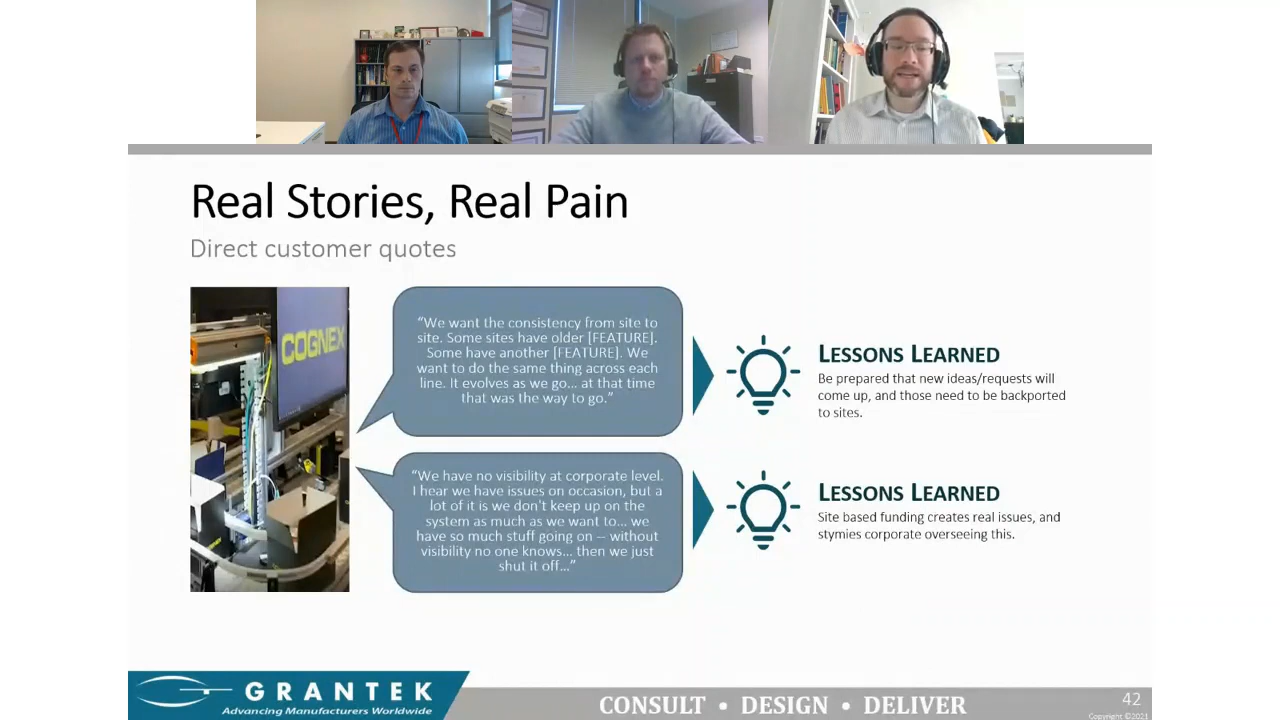 Real Stories, Real Pain
Direct customer quotes
COGNEX
“We want the consistency from site to
site. Some sites have older [FEATURE].
Some have another [FEATURE]. We
want to do the same thing across each
line. It evolves as we go... at that time
that was the way to go.”
LESSONS LEARNED
Be prepared that new ideas/requests will
come up, and those need to be backported
to sites.
“We have no visibility at corporate level.
I hear we have issues on occasion, but a
lot of it is we don't keep up on the
system as much as we want to... we
have so much stuff going on – without
visibility no one knows... then we just
shut it off...”
LESSONS LEARNED
Site based funding creates real issues, and
stymies corporate overseeing this.
GRANTEK
Advancing Manufacturers Worldwide
CONSULT • DESIGN • DELIVER
42
Copyright ©2021